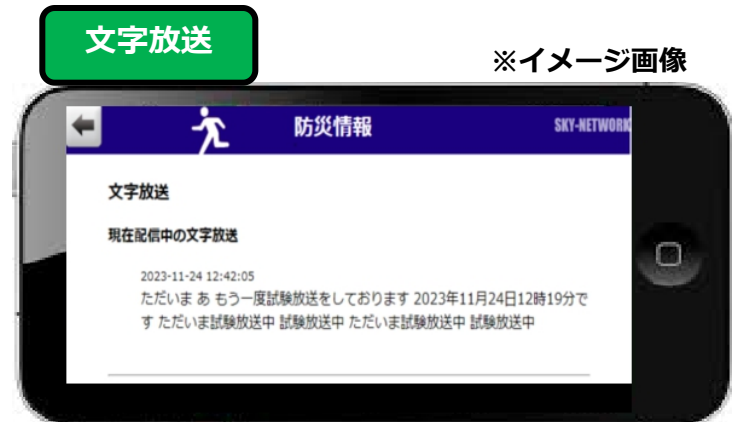 文字放送
※イメージ画像
防災情報
SKY-NETWORK
文字放送
現在配信中の文字放送
2023-11-24 12:42:05
ただいま あ もう一度試験放送をしております 2023年11月24日12時19分で
す ただいま試験放送中 試験放送中 ただいま試験放送中 試験放送中